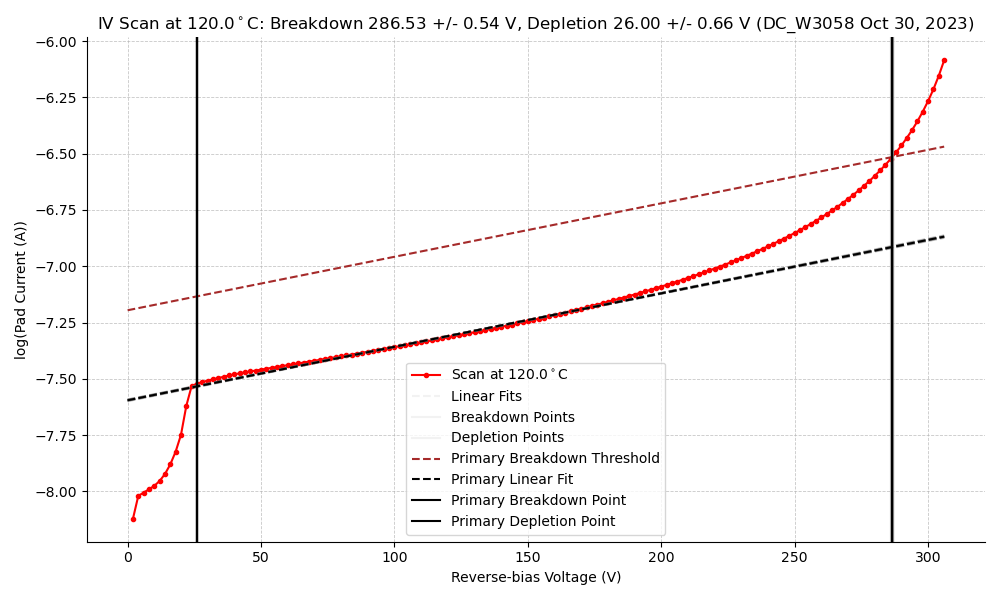 IV Scan at 120.0°C: Breakdown 286.53 +/- 0.54 V, Depletion 26.00 +/- 0.66 V (DC_W3058 Oct 30, 2023)
log(Pad Current (A))
−6.00
−6.25
−6.50
−6.75
−7.00
−7.25
−7.50
−7.75
−8.00
Scan at 120.0°C
Linear Fits
Breakdown Points
Depletion Points
Primary Breakdown Threshold
Primary Linear Fit
Primary Breakdown Point
Primary Depletion Point
0 50 100 150 200 250 300
Reverse-bias Voltage (V)